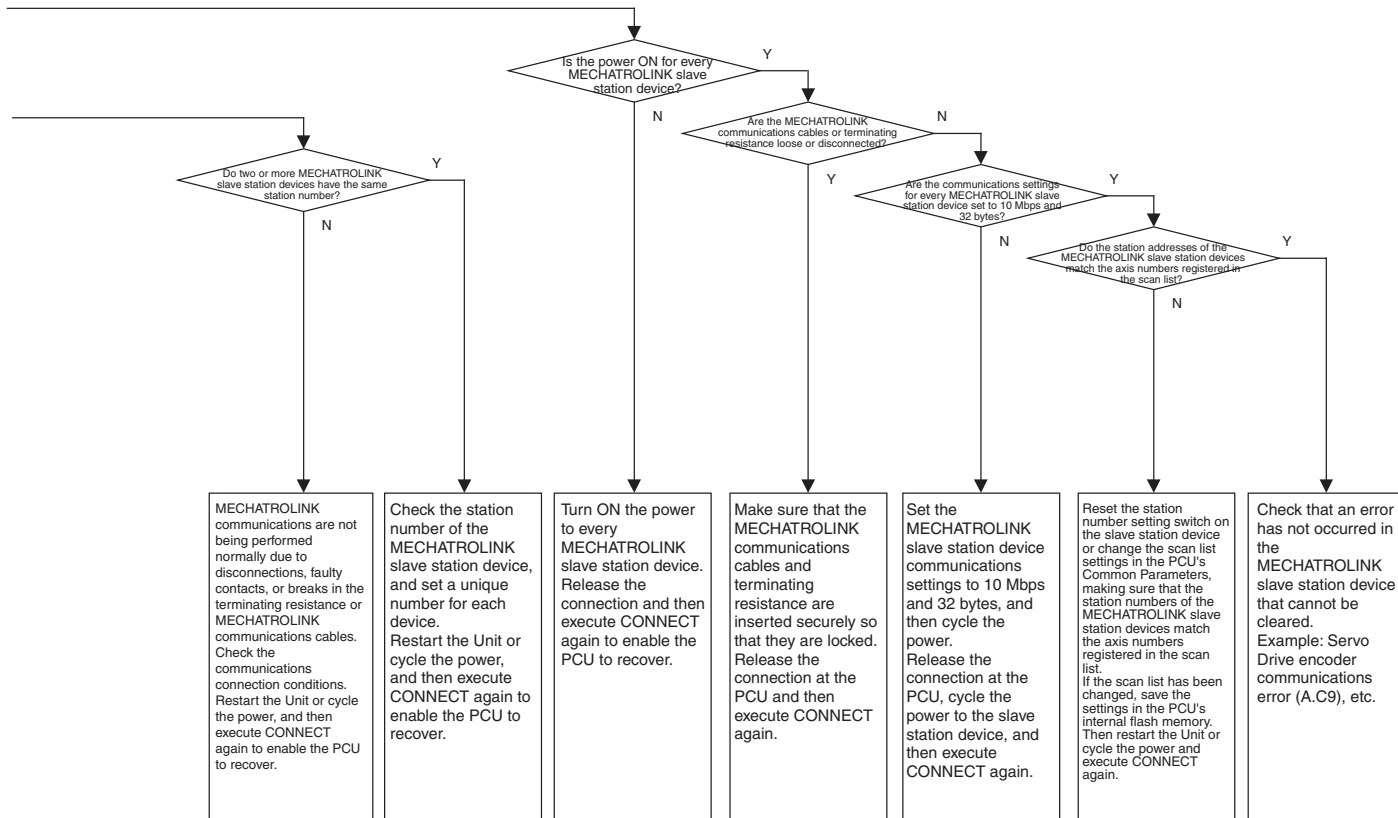 Is the power ON for every
MECHATROLINK slave
station device?
Y
N
Are the MECHATROLINK
communications cables or terminating
resistance loose or disconnected?
N
Y
Do two or more MECHATROLINK
slave station devices have the same
station number?
Y
N
Are the communications settings
for every MECHATROLINK slave
station device set to 10 Mbps and
32 bytes?
Y
N
Do the station addresses of the
MECHATROLINK slave station devices
match the axis numbers registered in
the scan list?
Y
N
MECHATROLINK
communications are not
being performed
normally due to
disconnections, faulty
contacts, or breaks in the
terminating resistance or
MECHATROLINK
communications cables.
Check the
communications
connection conditions.
Restart the Unit or cycle
the power, and then
execute CONNECT
again to enable the PCU
to recover.
Check the station
number of the
MECHATROLINK
slave station device,
and set a unique
number for each
device.
Restart the Unit or
cycle the power,
and then execute
CONNECT again to
enable the PCU to
recover.
Turn ON the power
to every
MECHATROLINK
slave station device.
Release the
connection and then
execute CONNECT
again to enable the
PCU to recover.
Make sure that the
MECHATROLINK
communications
cables and
terminating
resistance are
inserted securely so
that they are locked.
Release the
connection at the
PCU and then
execute CONNECT
again.
Set the
MECHATROLINK
slave station device
communications
settings to 10 Mbps
and 32 bytes, and
then cycle the
power.
Release the
connection at the
PCU, cycle the
power to the slave
station device, and
then execute
CONNECT again.
Reset the station
number setting switch on
the slave station device
or change the scan list
settings in the PCU's
Common Parameters,
making sure that the
station numbers of the
MECHATROLINK slave
station devices match
the axis numbers
registered in the scan
list.
If the scan list has been
changed, save the
settings in the PCU's
internal flash memory.
Then restart the Unit or
cycle the power and
execute CONNECT
again.
Check that an error
has not occurred in
the
MECHATROLINK
slave station device
that cannot be
cleared.
Example: Servo
Drive encoder
communications
error (A.C9), etc.